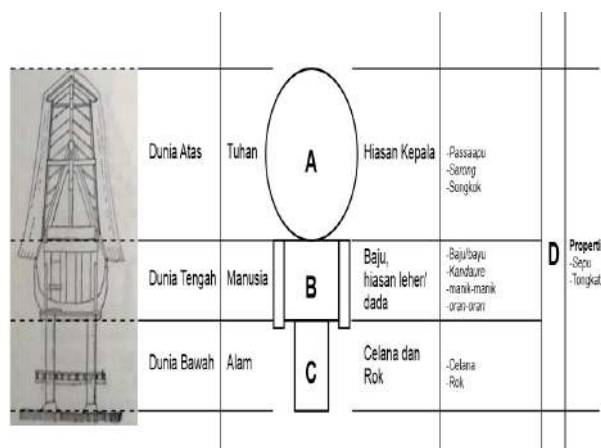 Dunia Atas
Tuhan
A
Hiasan Kepala
-Passaapu
-Sarong
-Songkok
Dunia Tengah
Manusia
B
Baju,
hiasan leher/
dada
-Baju/bayu
-Kandaure
-manik-manik
-oran-oran
D
Properti
-Sepu
-Tongkat
Dunia Bawah
Alam
C
Celana dan
Rok
-Celana
-Rok